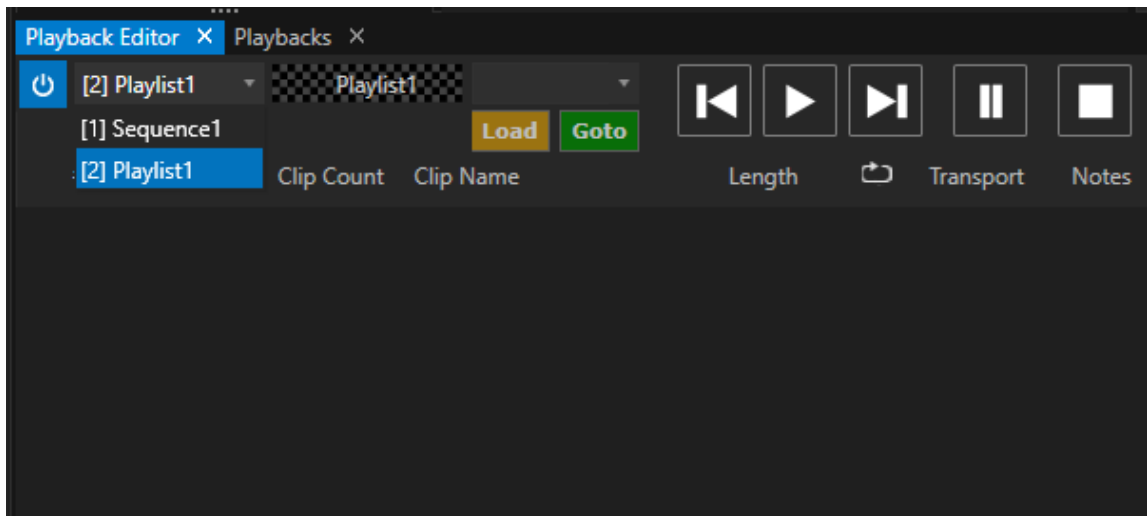 Playback Editor Playbacks
[2] Playlist1 Playlist1
[1] Sequence1
Load Goto
[2] Playlist1
Clip Count Clip Name Length Transport Notes